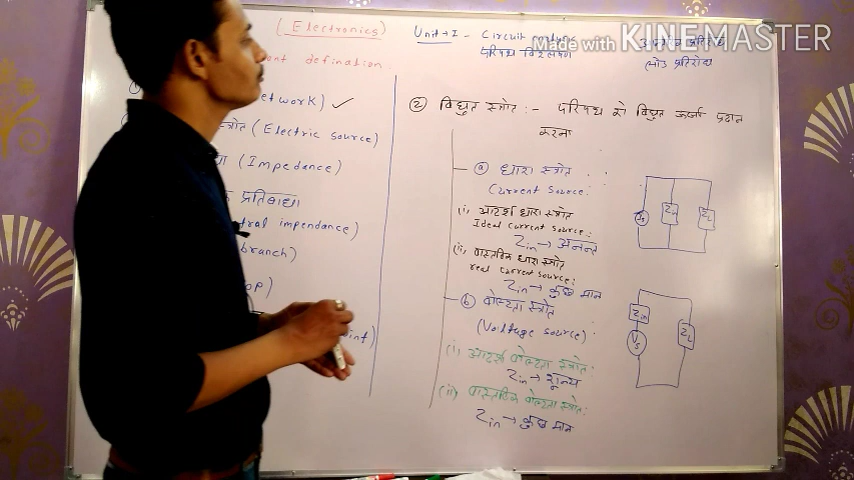 (Electronics)
Unit-I - Circuit
परिपथ विश्लेषण
Made with KINEMASTER
लोड प्रतिरोध
defination.
etwork) ✓
स्त्रोत (Electric source)
(Impedance)
प्रतिबाधा
tral impendance)
branch)
op)
oint)
② विद्युत स्त्रोत :- परिपथ को विद्युत ऊर्जा प्रदान
करना
ⓐ धारा स्त्रोत
(Current Source:
(i) आदर्श धारा स्त्रोत
Ideal current Source:
Zin → अनन्त
(ii) वास्तविक धारा स्त्रोत
real current source:
Zin → कुछ मान
ⓑ वोल्टता स्त्रोत
(Voltage source)
(i) आदर्श वोल्टता स्त्रोत:
Zin → शून्य
(ii) वास्तविक वोल्टता स्त्रोत:
Zin → कुछ मान
Zin
ZL
Zin
Vs
ZL